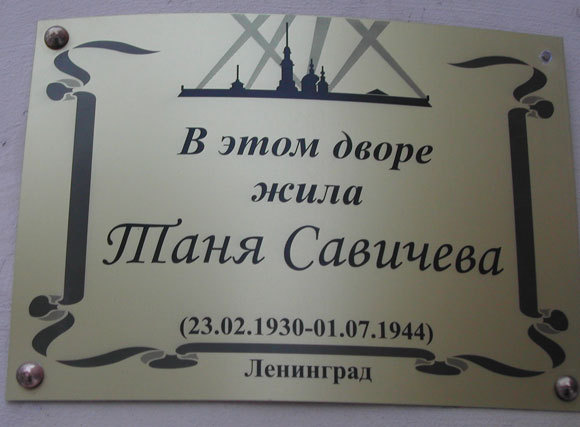 В этом дворе
жила
Таня Савичева
(23.02.1930-01.07.1944)
Ленинград